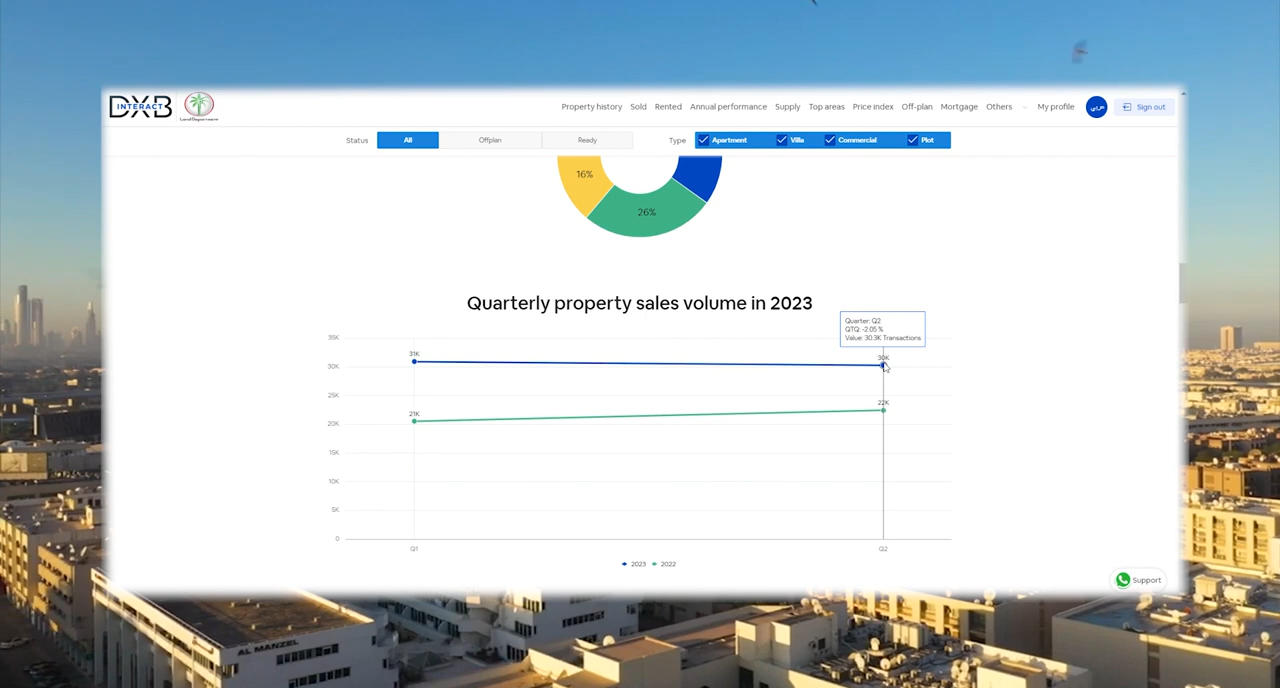 DXB
INTERACT
Land Department
Property history Sold Rented Annual performance Supply Top areas Price index Off-plan Mortgage Others My profile عربي Sign out
Status All Offplan Ready Type Apartment Villa Commercial Plot
16%
26%
Quarterly property sales volume in 2023
Quarter: Q2
QTQ: -2.05 %
Value: 30.3K Transactions
35K
30K
25K
20K
15K
10K
5K
0
31K
30K
21K
22K
Q1 Q2
2023 2022
Support
AL MANZEL